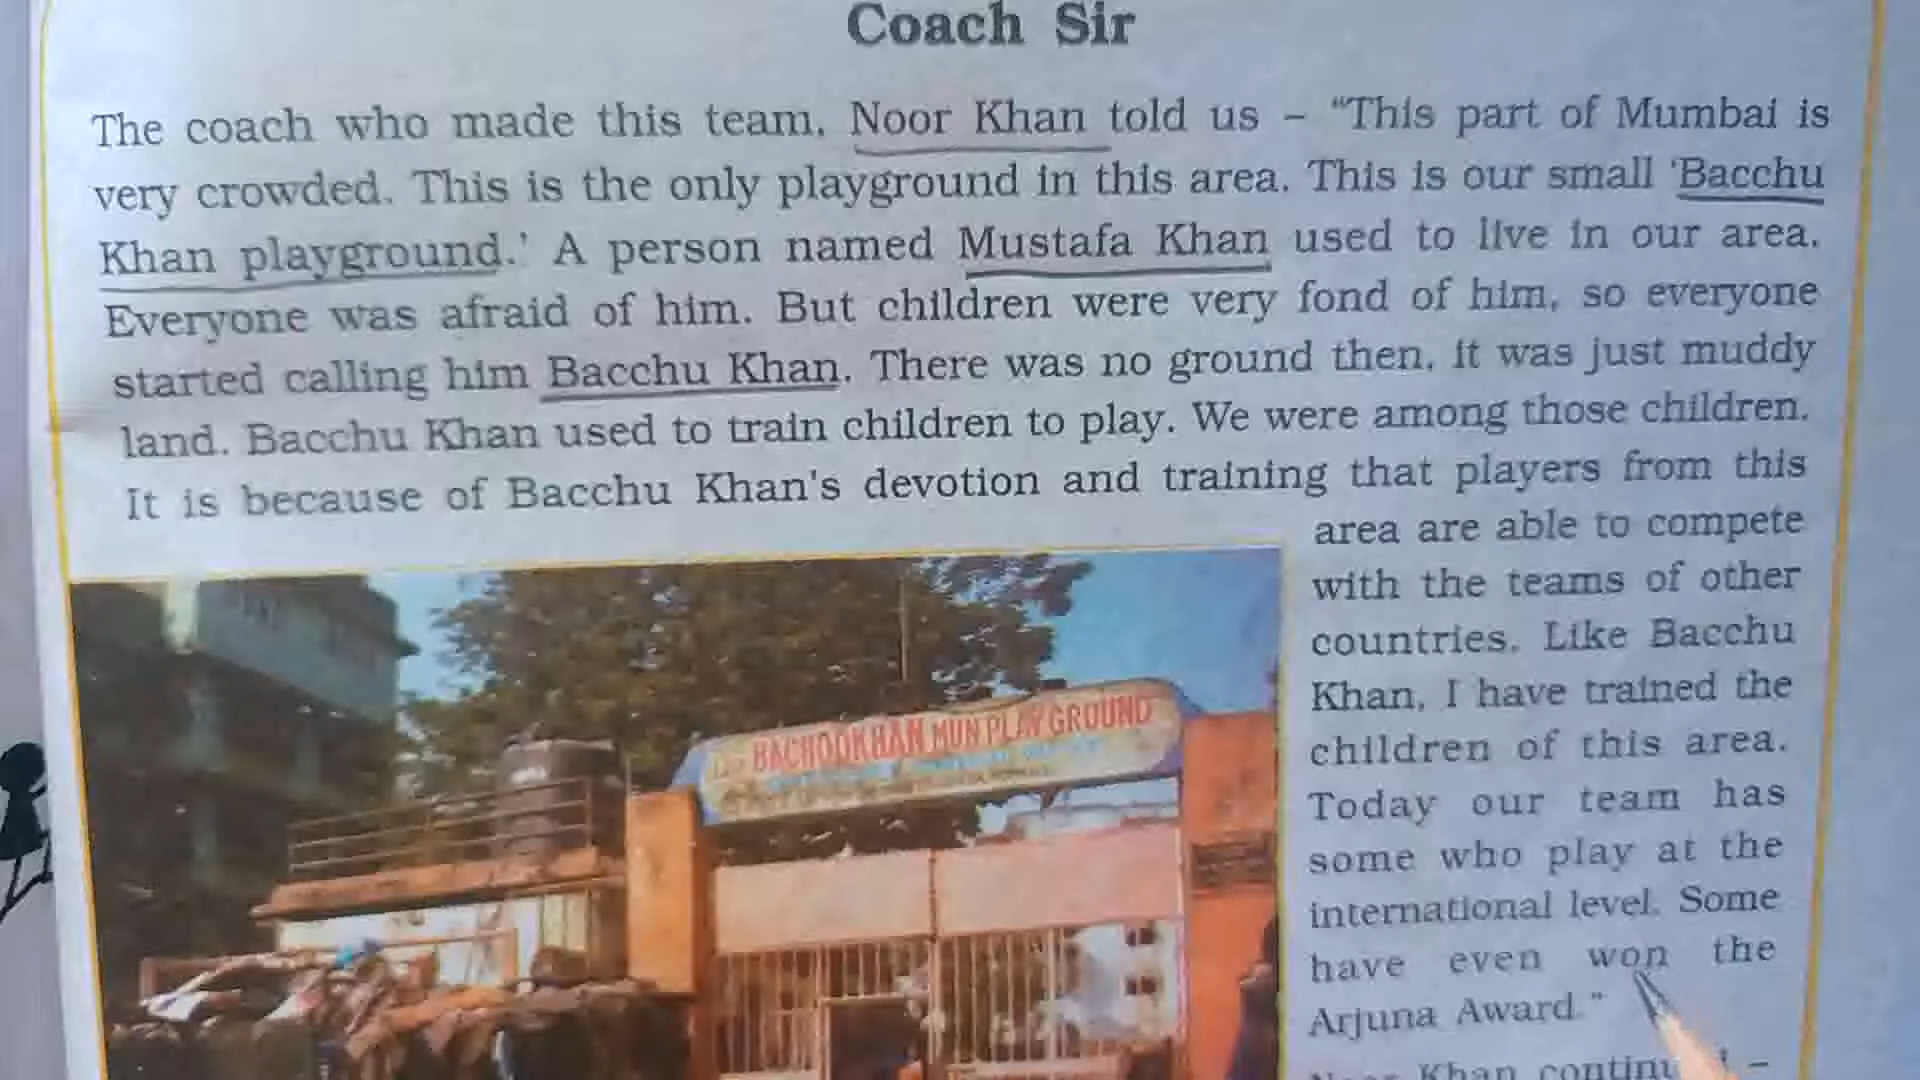 Coach Sir
The coach who made this team, Noor Khan told us – “This part of Mumbai is
very crowded. This is the only playground in this area. This is our small ‘Bacchu
Khan playground.’ A person named Mustafa Khan used to live in our area.
Everyone was afraid of him. But children were very fond of him, so everyone
started calling him Bacchu Khan. There was no ground then, it was just muddy
land. Bacchu Khan used to train children to play. We were among those children.
It is because of Bacchu Khan's devotion and training that players from this
area are able to compete
with the teams of other
countries. Like Bacchu
Khan, I have trained the
children of this area.
Today our team has
some who play at the
international level. Some
have even won the
Arjuna Award.”
Khan –
BACHOOKHAN MUN PLAY GROUND